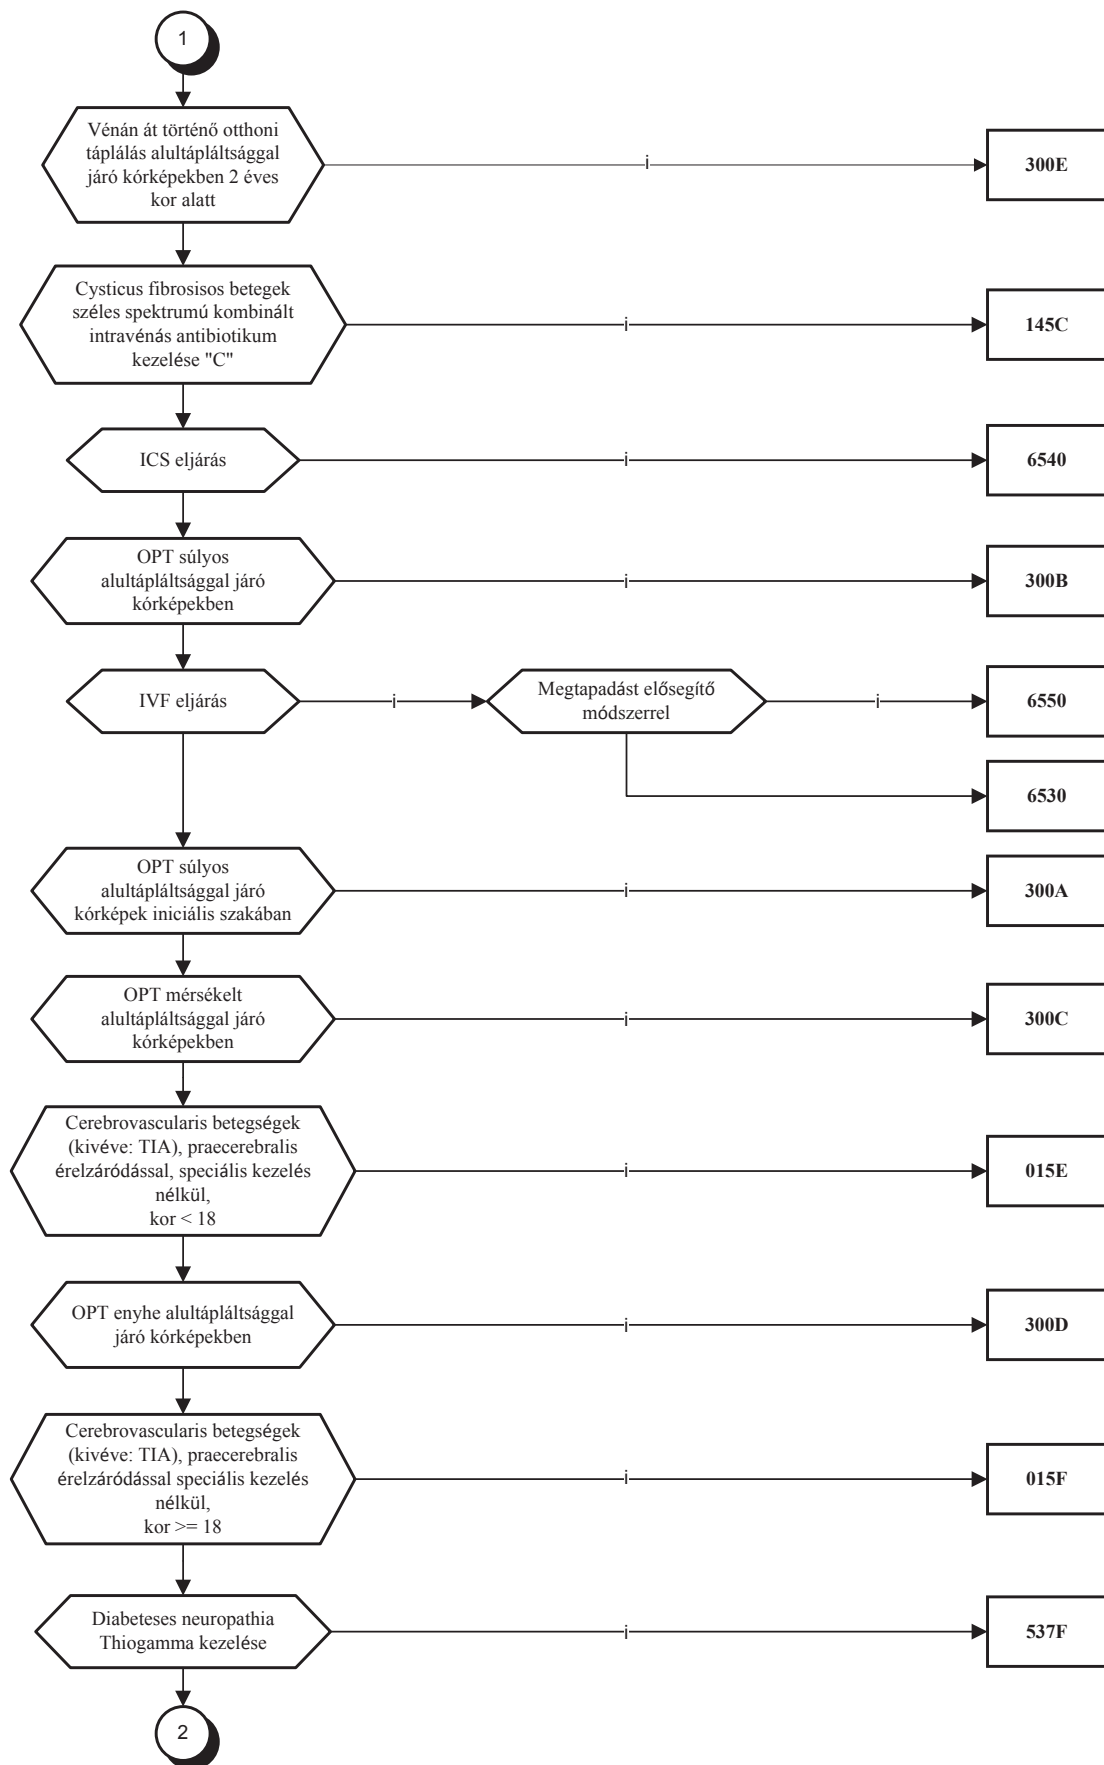 1
Vénán át történő otthoni
táplálás alultápláltsággal
járó kórképekben 2 éves
kor alatt
i
300E
Cysticus fibrosisos betegek
széles spektrumú kombinált
intravénás antibiotikum
kezelése "C"
i
145C
ICS eljárás
i
6540
OPT súlyos
alultápláltsággal járó
kórképekben
i
300B
IVF eljárás
i
Megtapadást elősegítő
módszerrel
i
6550
6530
OPT súlyos
alultápláltsággal járó
kórképek iniciális szakában
i
300A
OPT mérsékelt
alultápláltsággal járó
kórképekben
i
300C
Cerebrovascularis betegségek
(kivéve: TIA), praecerebralis
érelzáródással, speciális kezelés
nélkül,
kor < 18
i
015E
OPT enyhe alultápláltsággal
járó kórképekben
i
300D
Cerebrovascularis betegségek
(kivéve: TIA), praecerebralis
érelzáródással speciális kezelés
nélkül,
kor >= 18
i
015F
Diabeteses neuropathia
Thiogamma kezelése
i
537F
2